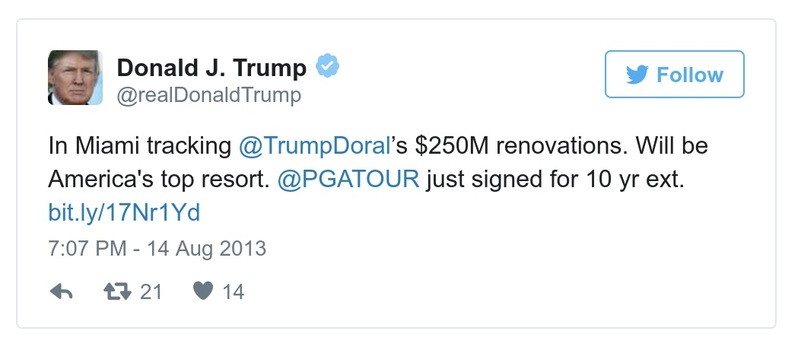 Donald J. Trump
Follow
@realDonaldTrump
In Miami tracking @TrumpDoral's $250M renovations. Will be
America's top resort. @PGATOUR just signed for 10 yr ext.
bit.ly/17Nr1Yd
7:07 PM - 14 Aug 2013
21 14